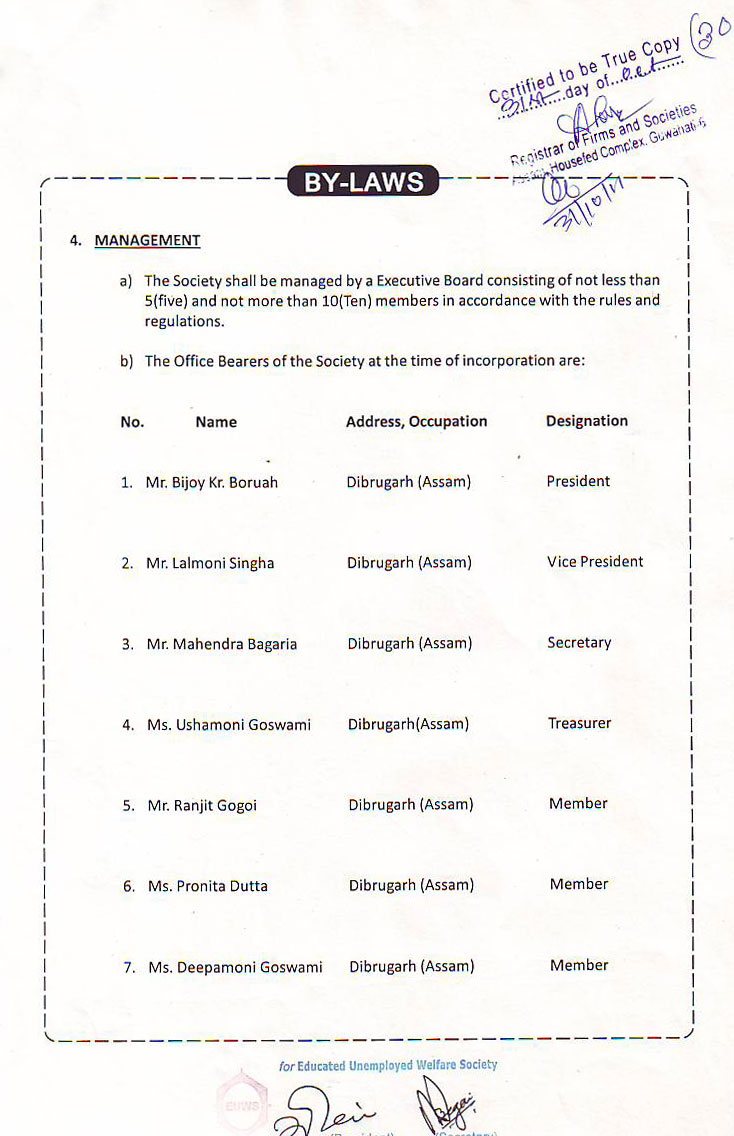 (30
Certified to be True Copy
31st day of Oct
Registrar of Firms and Societies
Assam, Housefed Complex, Guwahati-6
31/10/17
BY-LAWS
4. MANAGEMENT
a) The Society shall be managed by a Executive Board consisting of not less than
5(five) and not more than 10(Ten) members in accordance with the rules and
regulations.
b) The Office Bearers of the Society at the time of incorporation are:
No. Name Address, Occupation Designation
1. Mr. Bijoy Kr. Boruah Dibrugarh (Assam) President
2. Mr. Lalmoni Singha Dibrugarh (Assam) Vice President
3. Mr. Mahendra Bagaria Dibrugarh (Assam) Secretary
4. Ms. Ushamoni Goswami Dibrugarh(Assam) Treasurer
5. Mr. Ranjit Gogoi Dibrugarh (Assam) Member
6. Ms. Pronita Dutta Dibrugarh (Assam) Member
7. Ms. Deepamoni Goswami Dibrugarh (Assam) Member
for Educated Unemployed Welfare Society
EUWS
(President) (Secretary)